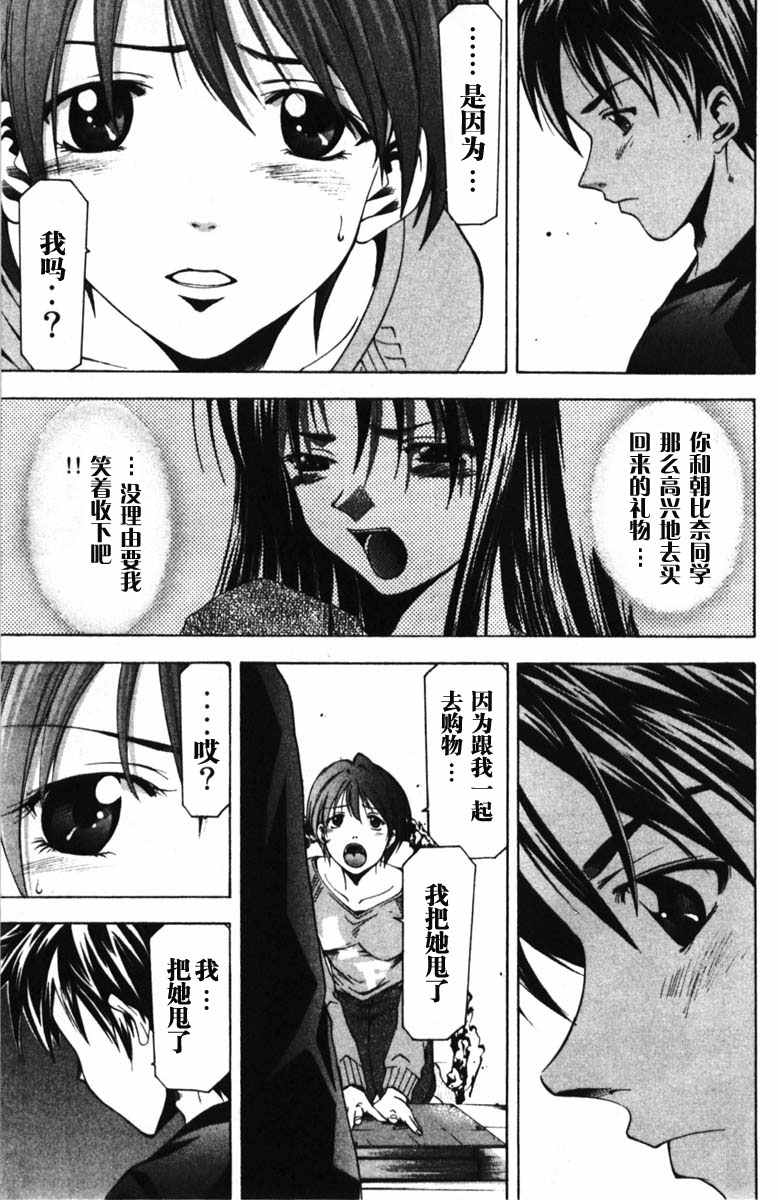 ……是因为…
我吗…？
你和朝比奈同学
那么高兴地去买
回来的礼物…
…没理由要我
笑着收下吧
!!
因为跟我一起
去购物…
我把她甩了
……哎？
我…
把她甩了